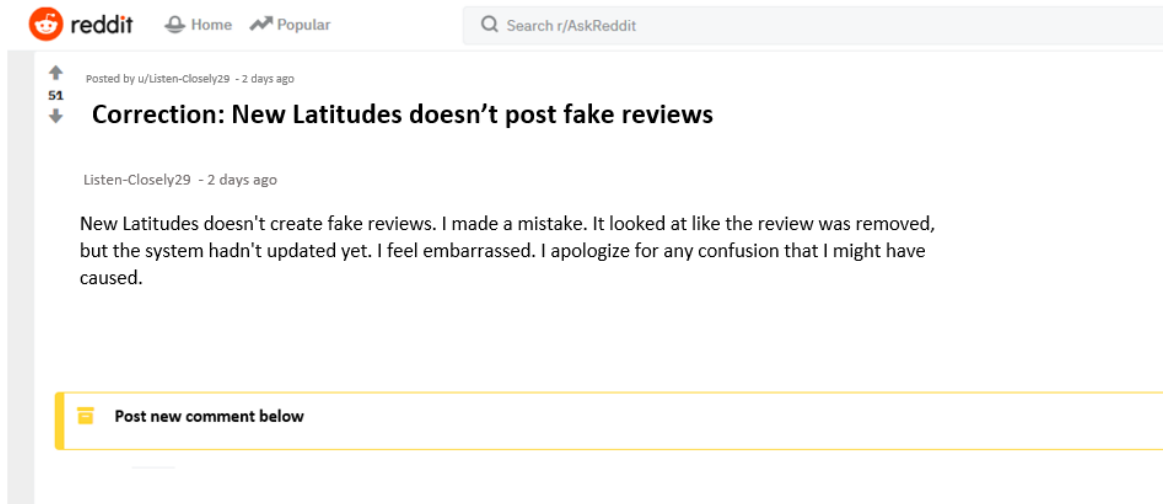 reddit Home Popular Search r/AskReddit
Posted by u/Listen-Closely29 - 2 days ago
51
Correction: New Latitudes doesn’t post fake reviews
Listen-Closely29 - 2 days ago
New Latitudes doesn't create fake reviews. I made a mistake. It looked at like the review was removed,
but the system hadn't updated yet. I feel embarrassed. I apologize for any confusion that I might have
caused.
Post new comment below